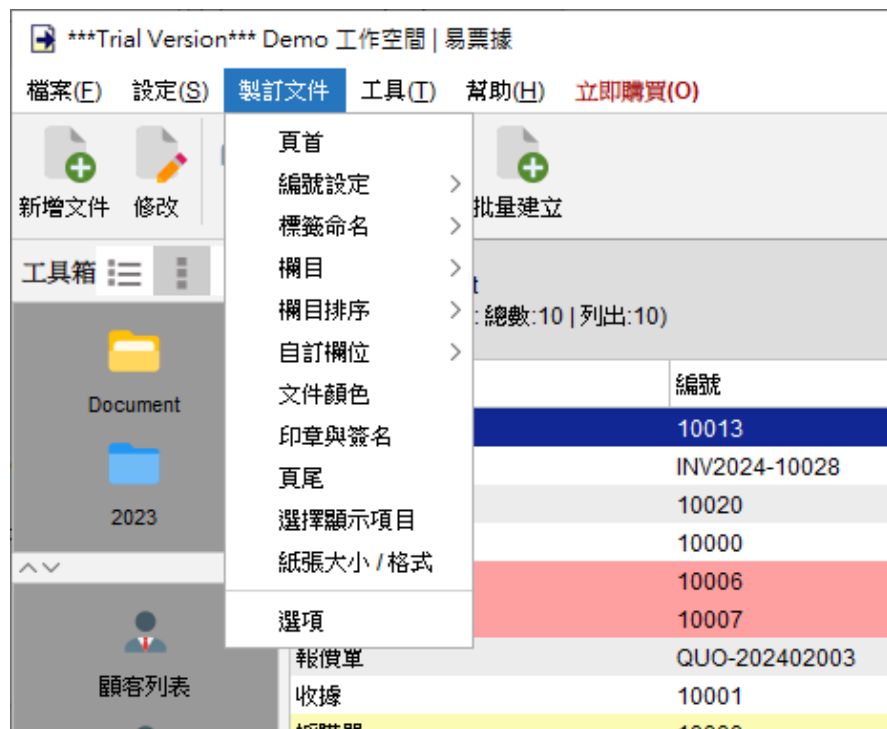 ***Trial Version*** Demo 工作空間 | 易票據
檔案(F) 設定(S) 製訂文件 工具(T) 幫助(H) 立即購買(O)
新增文件 修改 批量建立
頁首
編號設定
標籤命名
欄目
欄目排序
自訂欄位
文件顏色
印章與簽名
頁尾
選擇顯示項目
紙張大小 / 格式
選項
工具箱
Document
2023
顧客列表
t
: 總數:10 | 列出:10)
編號
10013
INV2024-10028
10020
10000
10006
10007
報價單 QUO-202402003
收據 10001